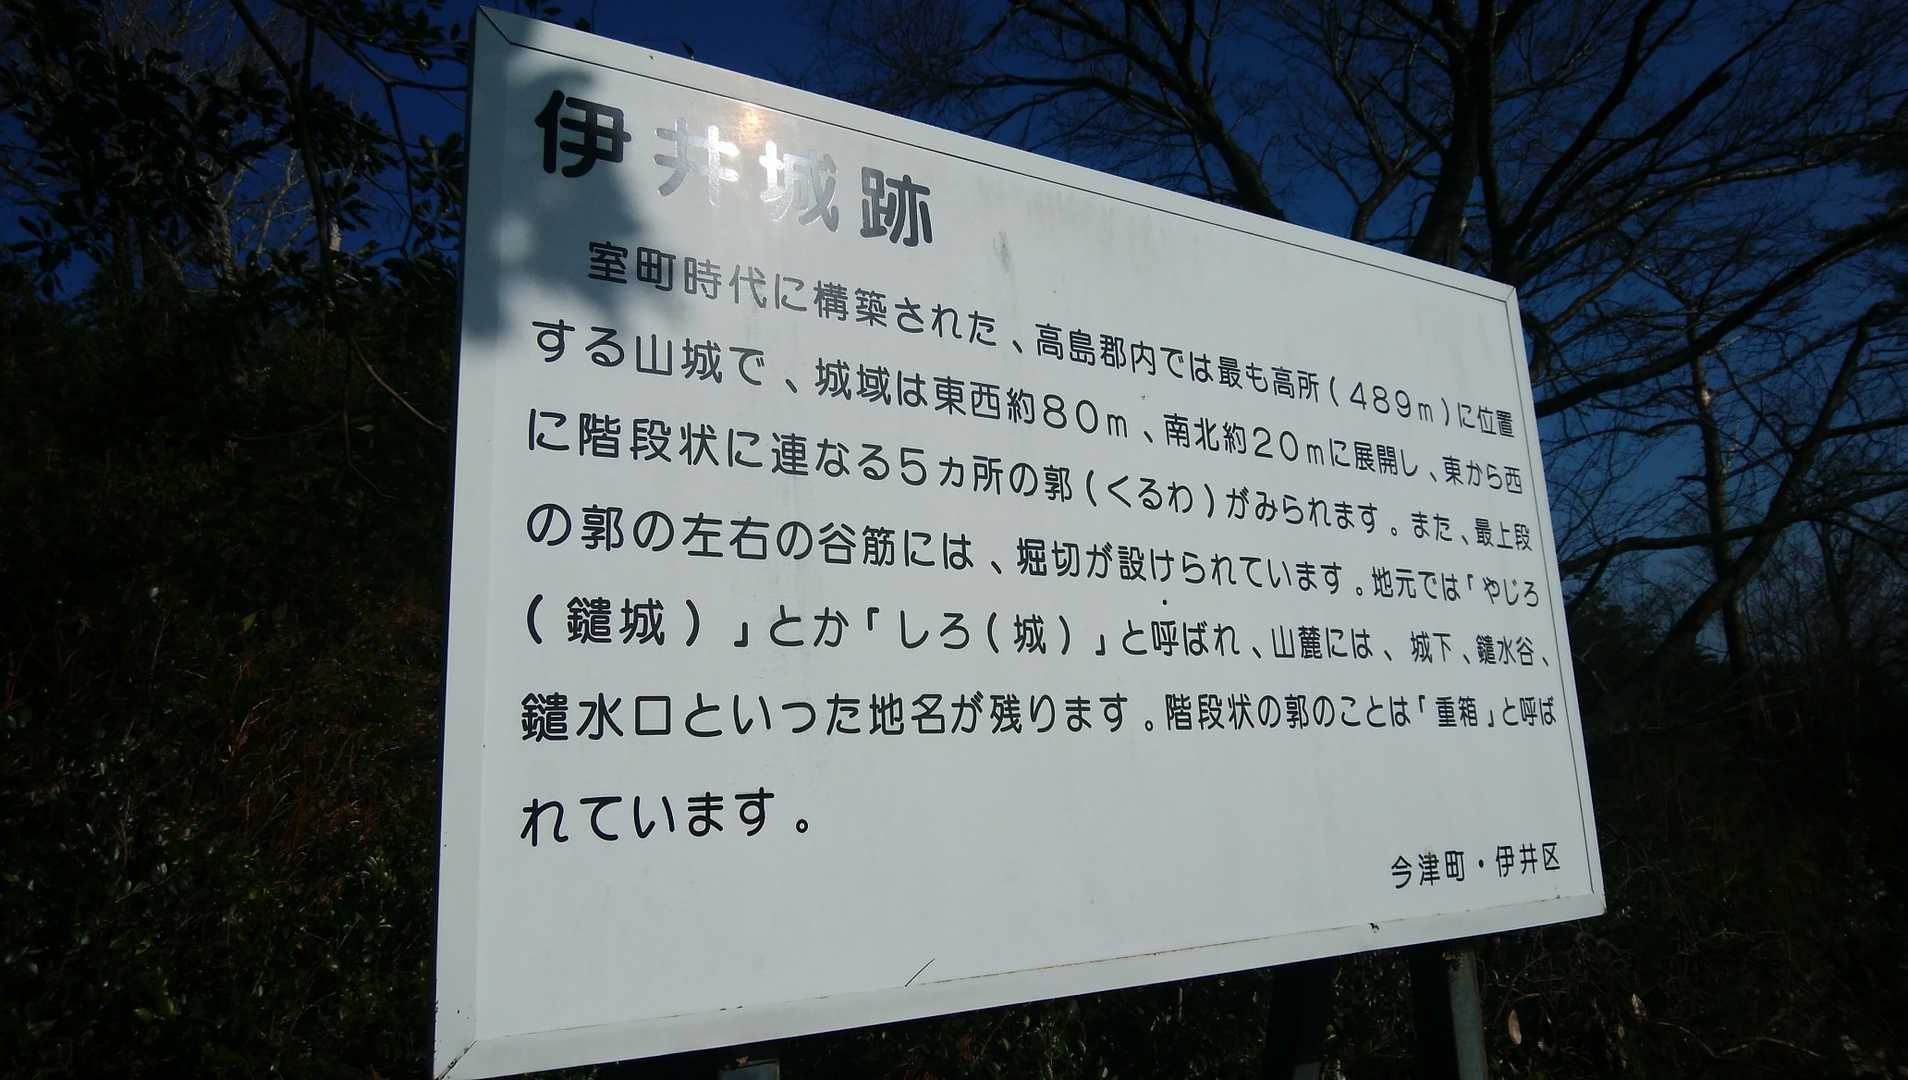 伊井城跡
室町時代に構築された、高島郡内では最も高所(489m)に位置
する山城で、城域は東西約80m、南北約20mに展開し、東から西
に階段状に連なる5カ所の郭(くるわ)がみられます。また、最上段
の郭の左右の谷筋には、堀切が設けられています。地元では「やじろ
(鑓城)」とか「しろ(城)」と呼ばれ、山麓には、城下、鑓水谷、
鑓水口といった地名が残ります。階段状の郭のことは「重箱」と呼ば
れています。
今津町・伊井区